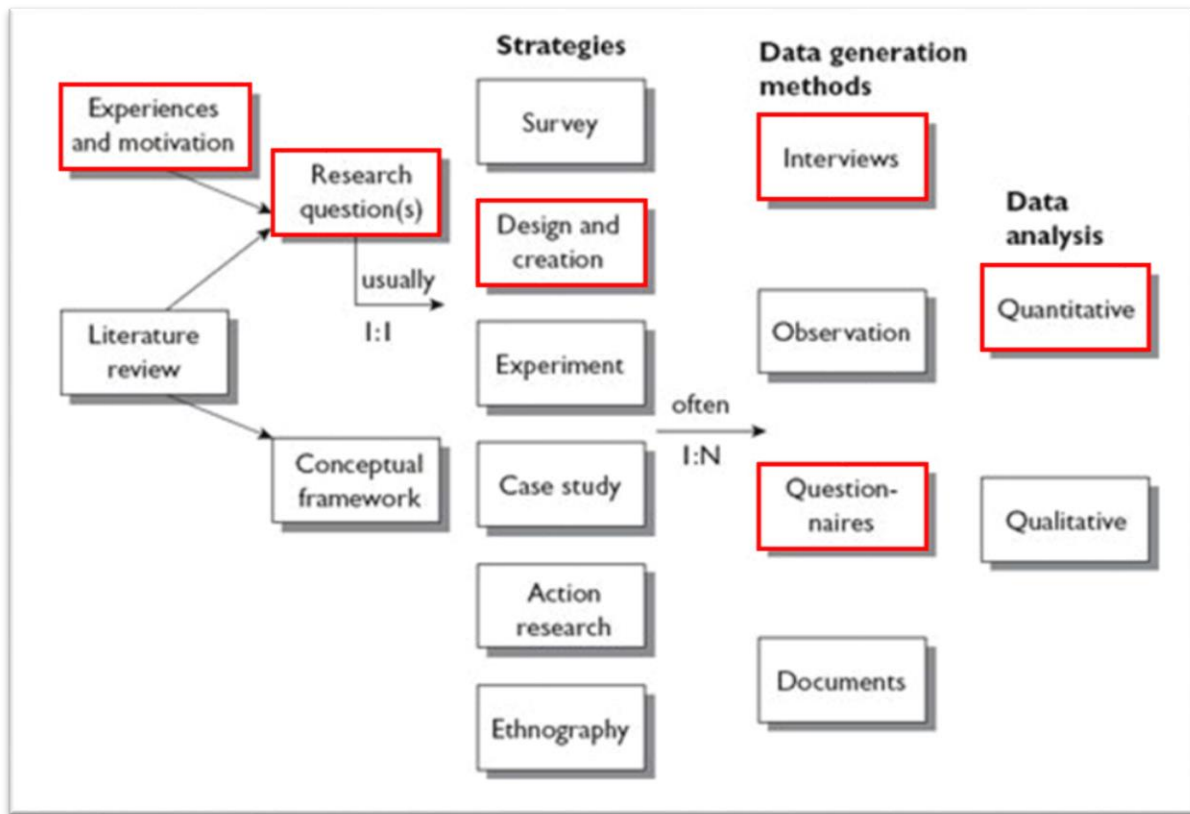 Experiences
and motivation
Research
question(s)
usually
1:1
Literature
review
Conceptual
framework
Strategies
Survey
Design and
creation
Experiment
Case study
Action
research
Ethnography
often
1:N
Data generation
methods
Interviews
Observation
Question-
naires
Documents
Data
analysis
Quantitative
Qualitative